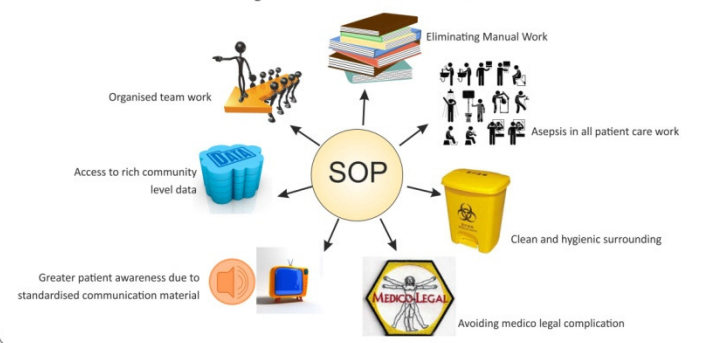 Eliminating Manual Work
Organised team work
Asepsis in all patient care work
Access to rich community
level data
DATA
SOP
Clean and hygienic surrounding
Greater patient awareness due to
standardised communication material
MEDICO-LEGAL
Avoiding medico legal complication